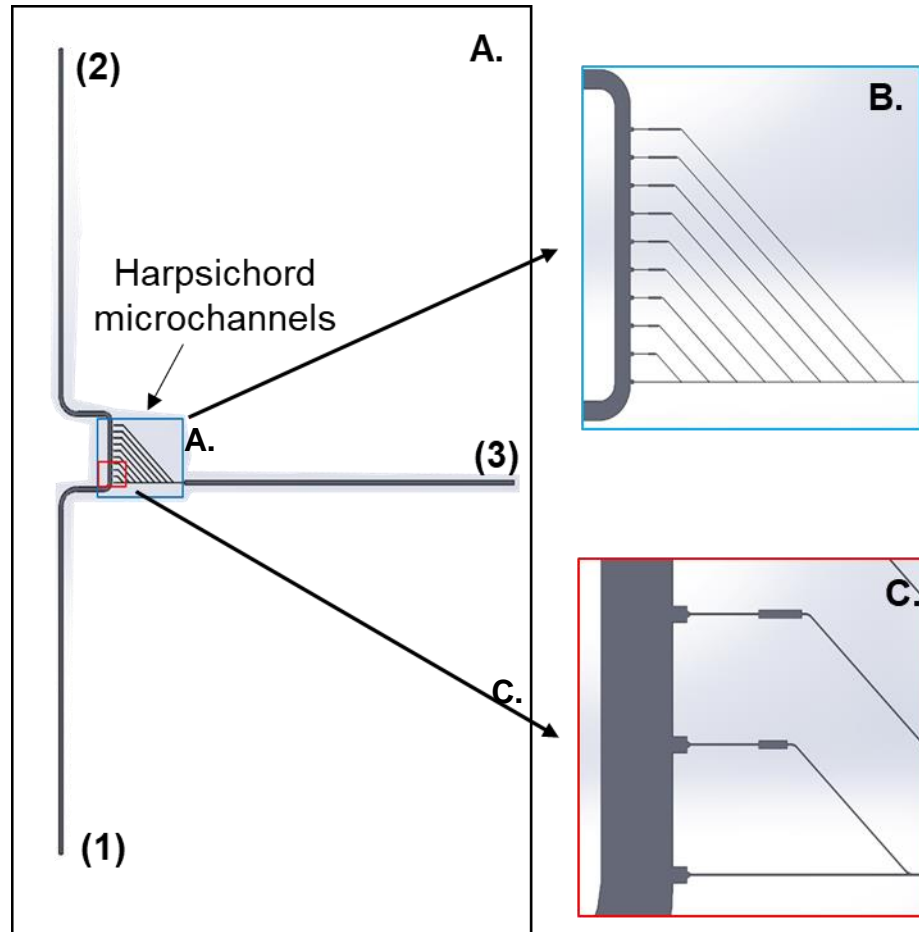 A.
(2)
B.
Harpsichord
microchannels
A.
(3)
C.
C.
(1)